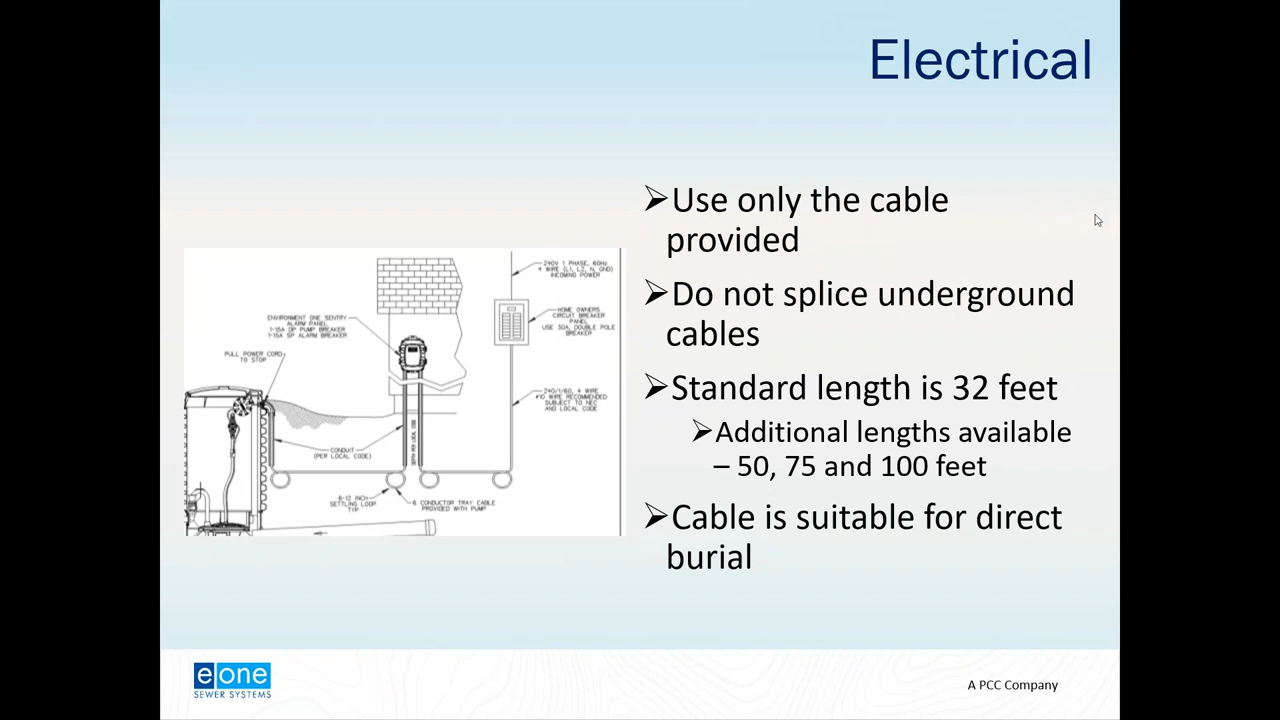 Electrical
➢Use only the cable
provided
➢Do not splice underground
cables
➢Standard length is 32 feet
➢Additional lengths available
– 50, 75 and 100 feet
➢Cable is suitable for direct
burial
240V 1 PHASE, 60Hz
4 WIRE (L1, L2, N, GND)
INCOMING POWER
HOME OWNERS
CIRCUIT BREAKER
PANEL
USE 30A, DOUBLE POLE
BREAKER
ENVIRONMENT ONE SENTRY
ALARM PANEL
1-15A DP PUMP BREAKER
1-15A SP ALARM BREAKER
PULL POWER CORD
TO STOP
240/1/60, 4 WIRE
#10 WIRE RECOMMENDED
SUBJECT TO NEC
AND LOCAL CODE
DEPTH PER LOCAL CODE
CONDUIT
(PER LOCAL CODE)
6-12 INCH
SETTLING LOOP
TYP
6 CONDUCTOR TRAY CABLE
PROVIDED WITH PUMP
e one
SEWER SYSTEMS
A PCC Company